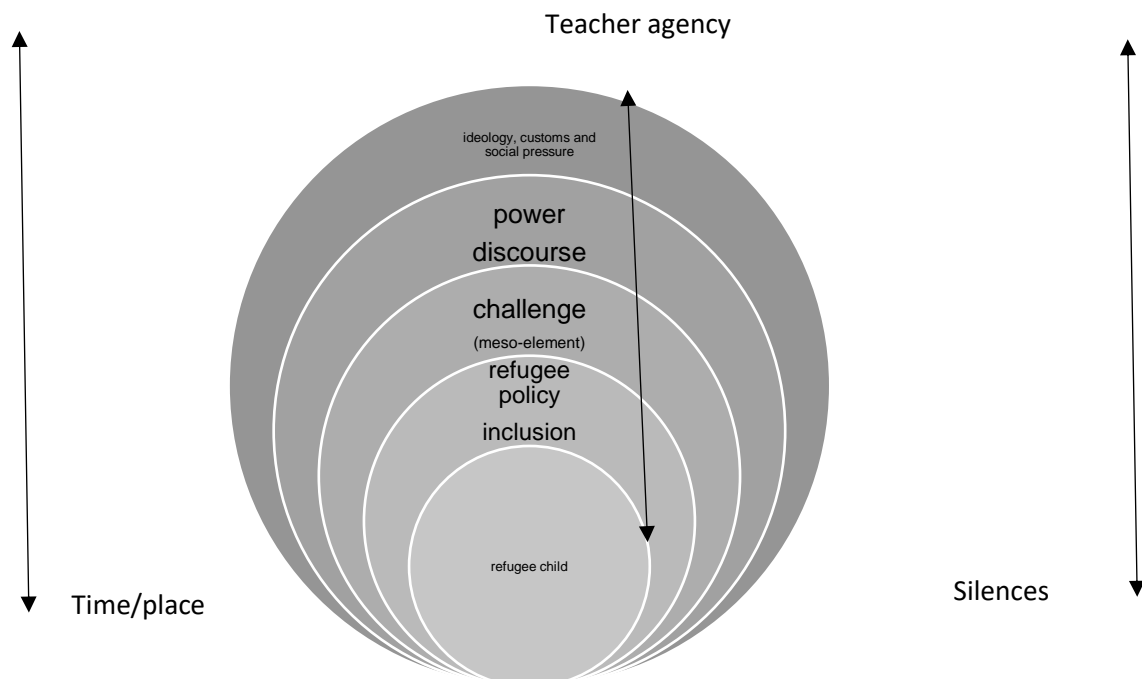 Teacher agency
ideology, customs and
social pressure
power
discourse
challenge
(meso-element)
refugee
policy
inclusion
refugee child
Time/place
Silences